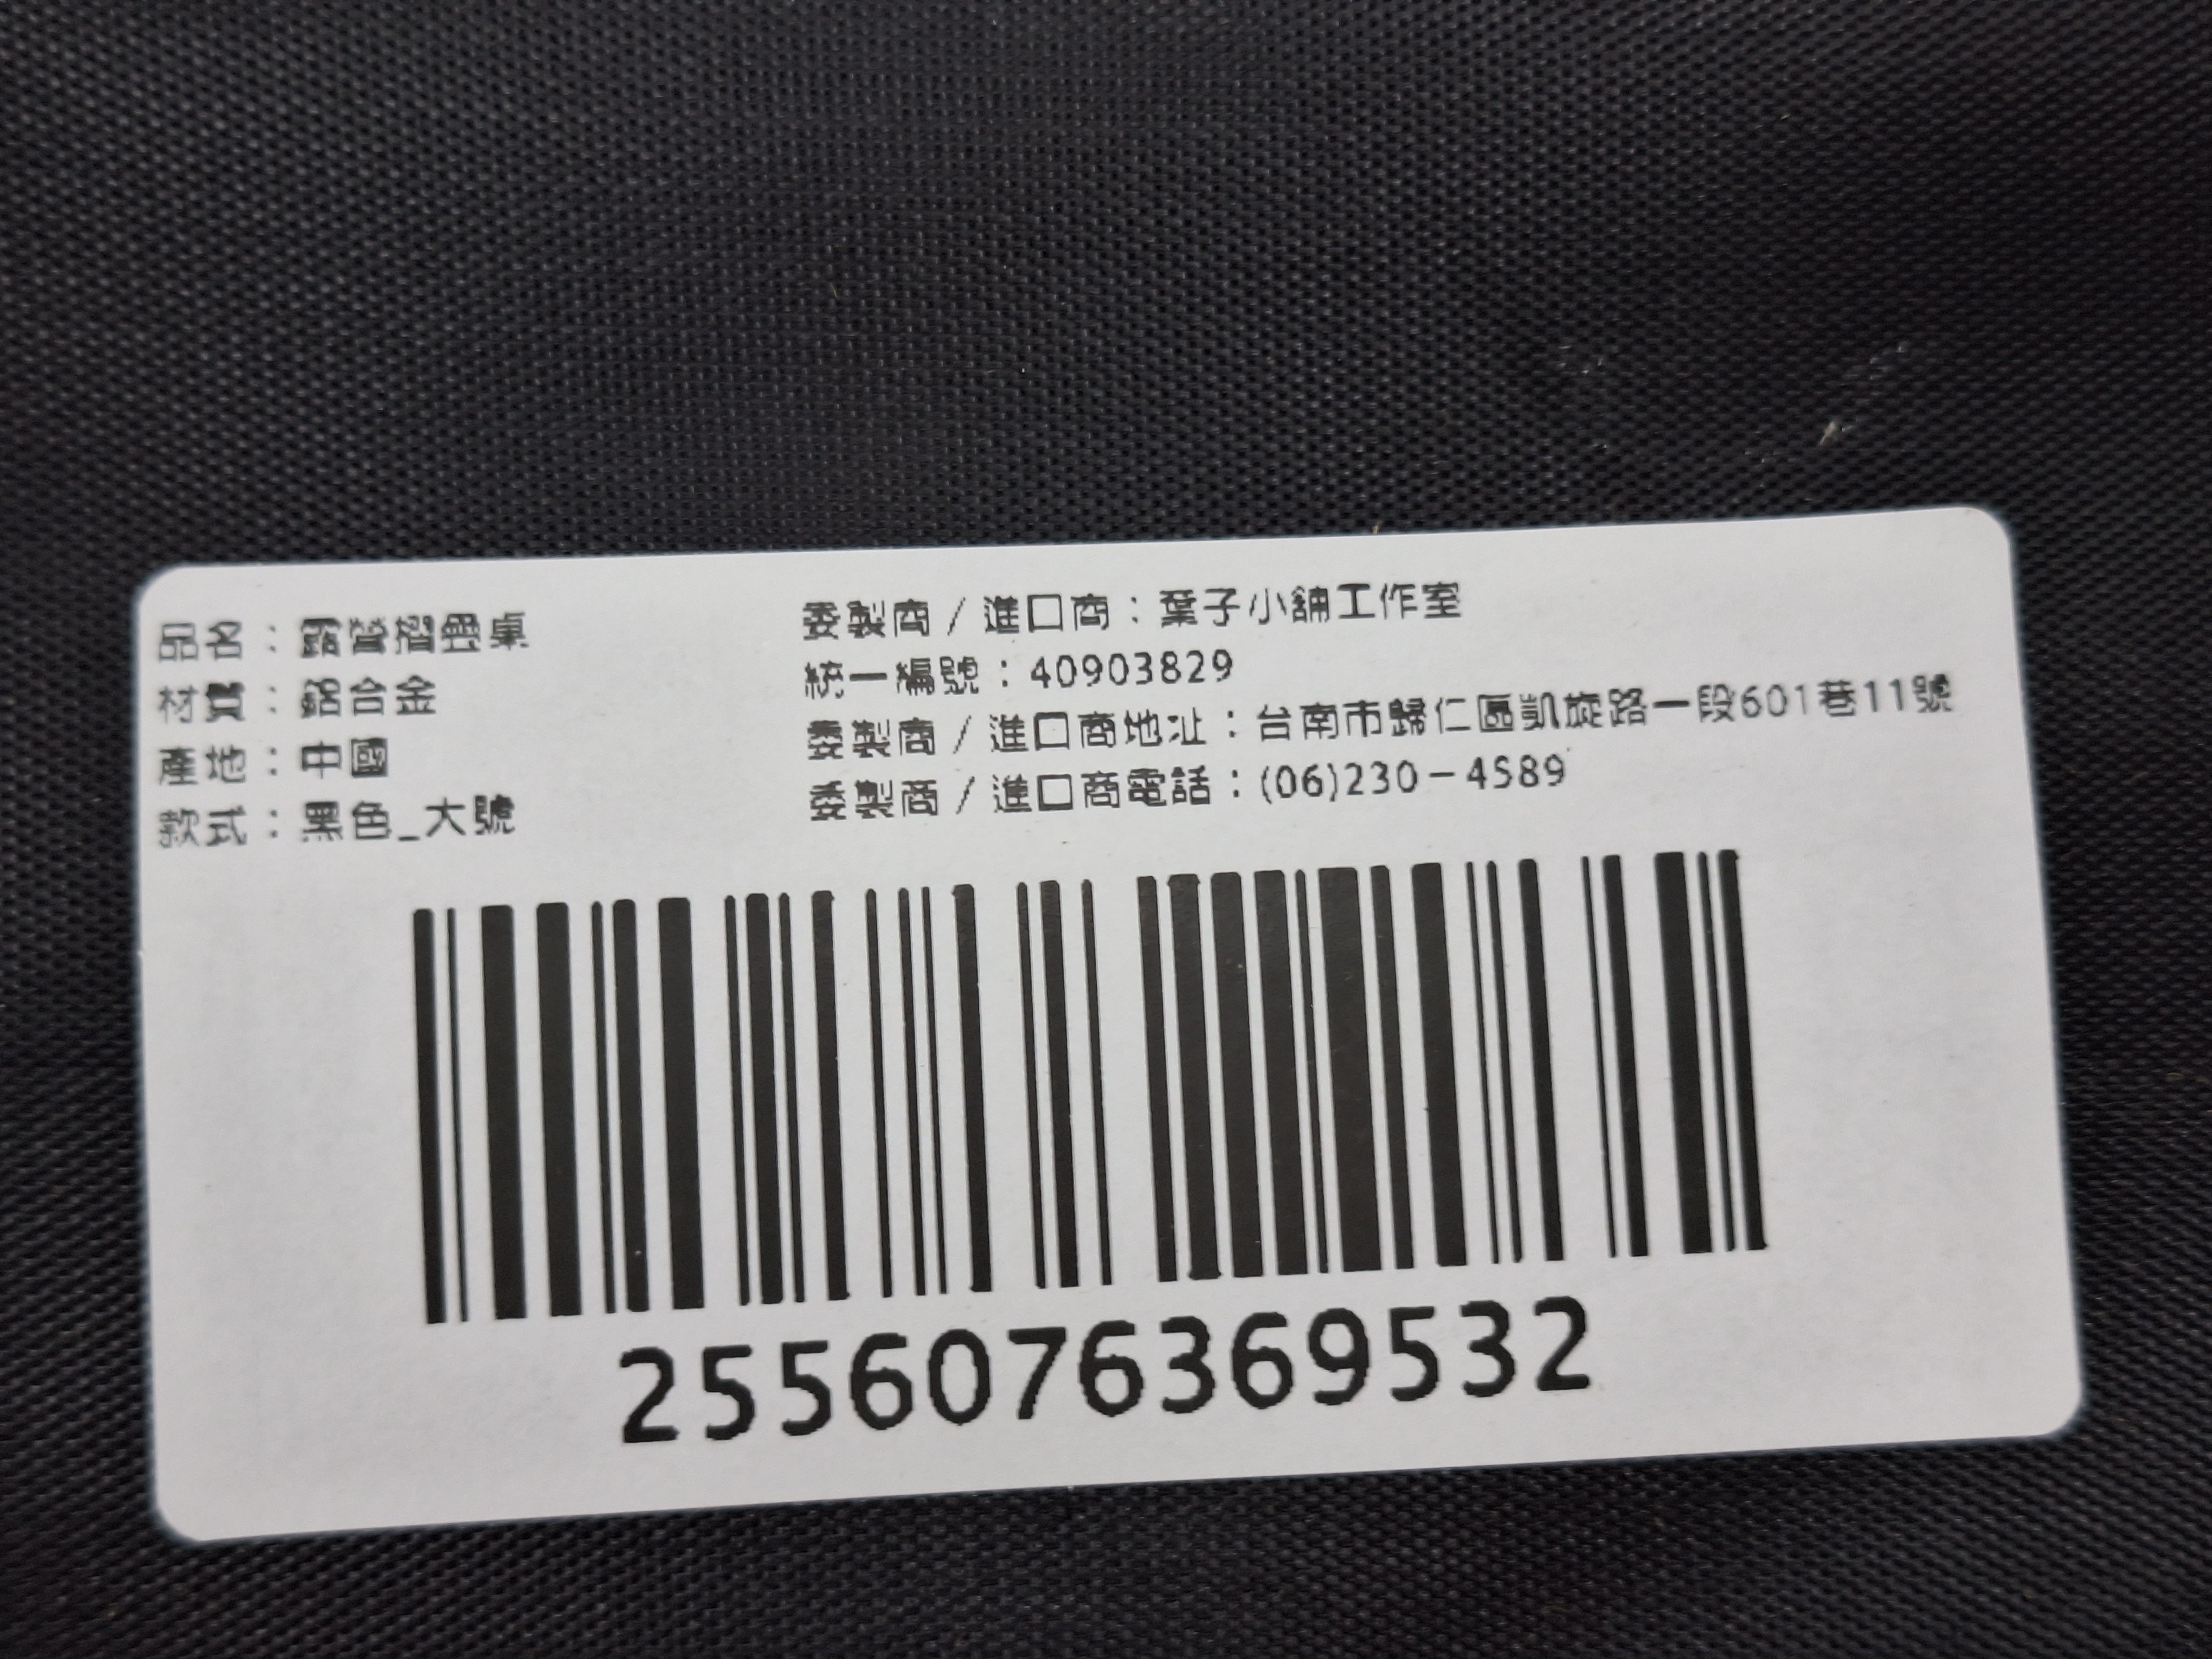 品名：露營摺疊桌
材質：鋁合金
產地：中國
款式：黑色_大號
委製商/進口商：葉子小舖工作室
統一編號：40903829
委製商/進口商地址：台南市歸仁區凱旋路一段601巷11號
委製商/進口商電話：(06)230-4589
2556076369532